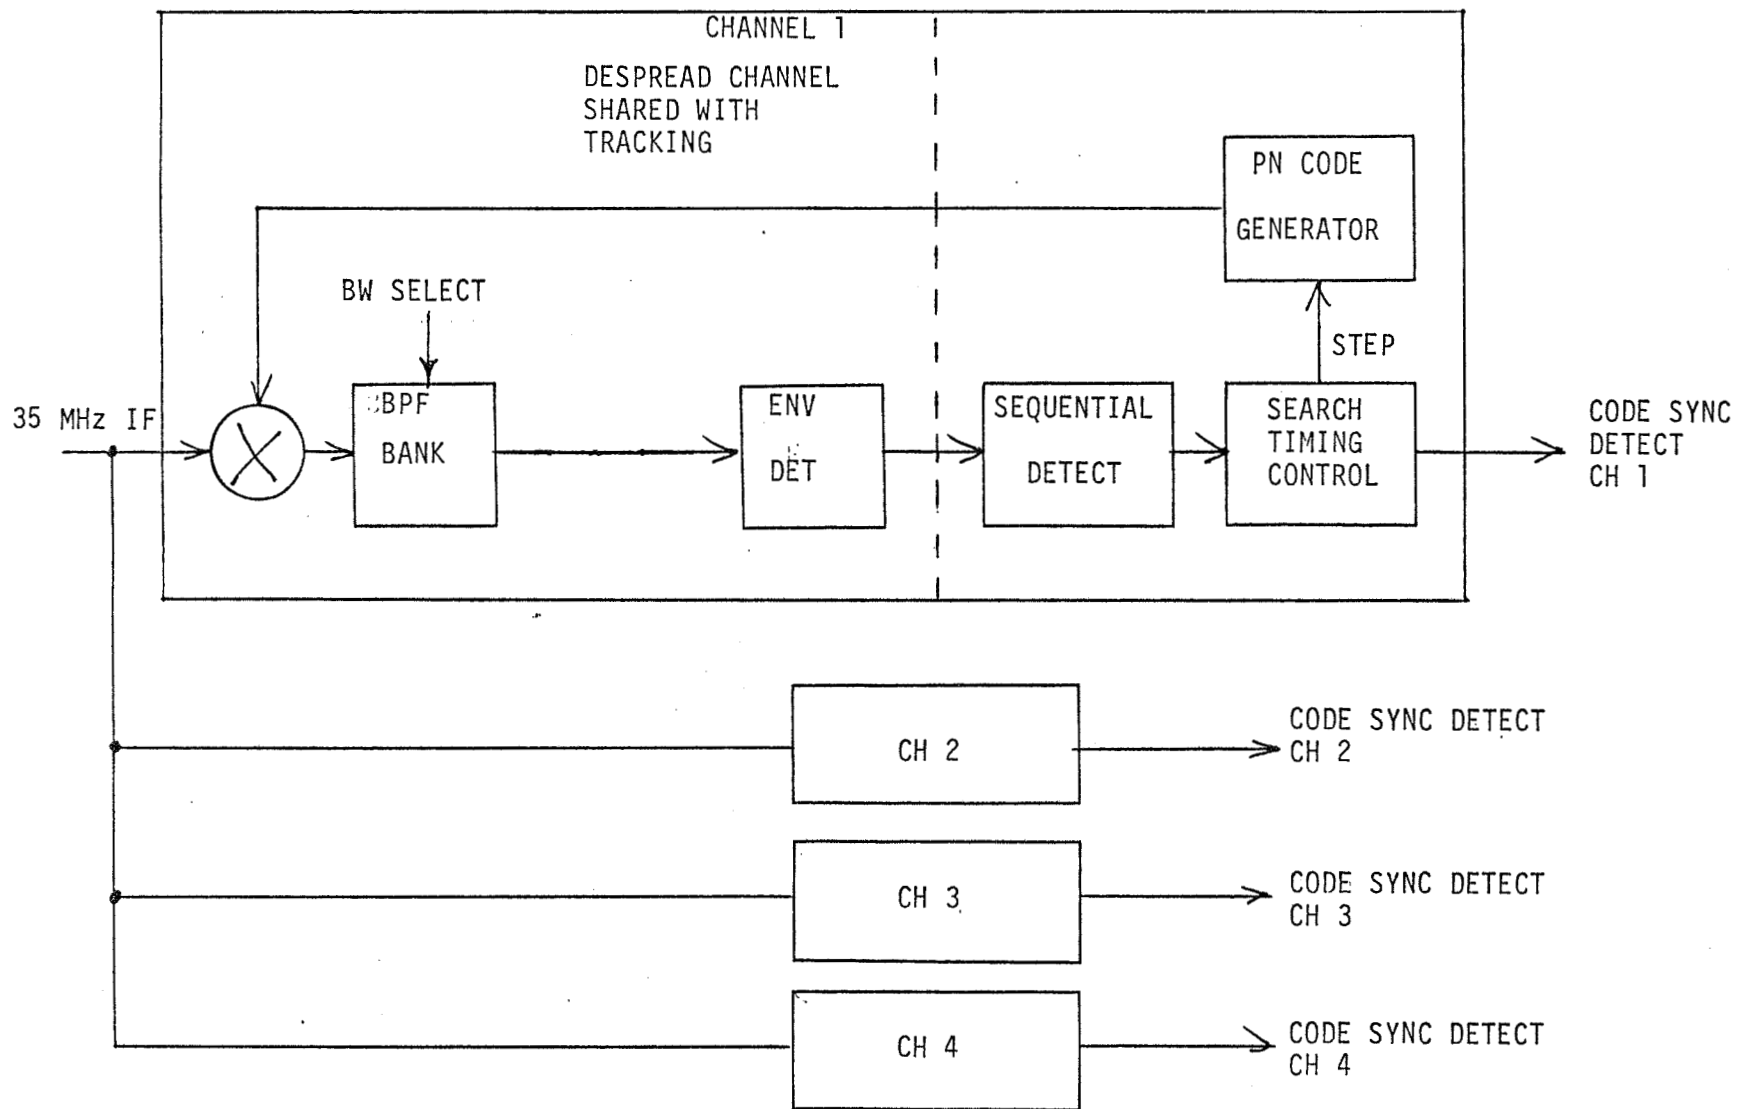 CHANNEL 1
DESPREAD CHANNEL
SHARED WITH
TRACKING
PN CODE
GENERATOR
BW SELECT
STEP
35 MHz IF
BPF
BANK
ENV
DET
SEQUENTIAL
DETECT
SEARCH
TIMING
CONTROL
CODE SYNC
DETECT
CH 1
CH 2
CODE SYNC DETECT
CH 2
CH 3
CODE SYNC DETECT
CH 3
CH 4
CODE SYNC DETECT
CH 4